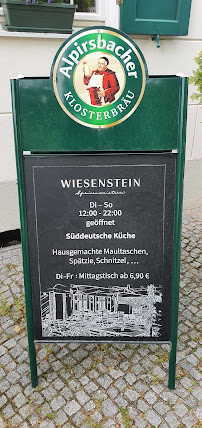 Alpirsbacher
KLOSTERBRÄU
WIESENSTEIN
Di – So
12:00 - 22:00
geöffnet
Süddeutsche Küche
Hausgemachte Maultaschen,
Spätzle, Schnitzel, ...
Di-Fr : Mittagstisch ab 6,90 €